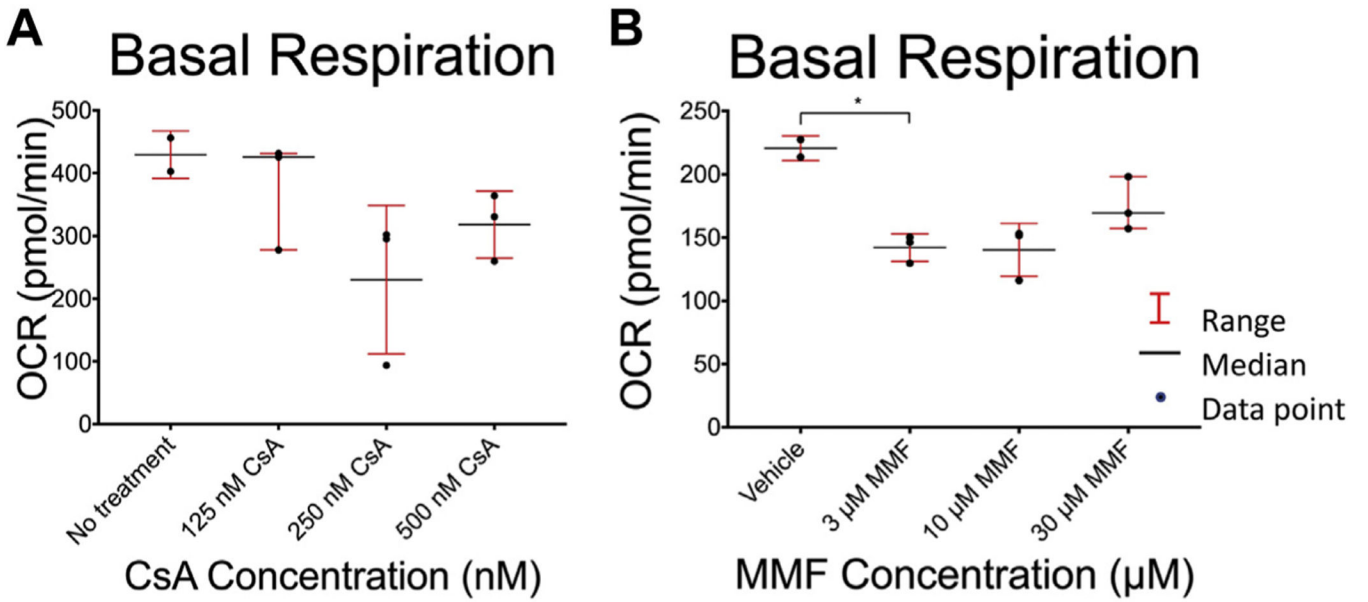 A
Basal Respiration
OCR (pmol/min)
500
400
300
200
100
0
No treatment
125 nM CsA
250 nM CsA
500 nM CsA
CsA Concentration (nM)
B
Basal Respiration
OCR (pmol/min)
250
200
150
100
50
0
*
Vehicle
3 µM MMF
10 µM MMF
30 µM MMF
MMF Concentration (µM)
Range
Median
Data point